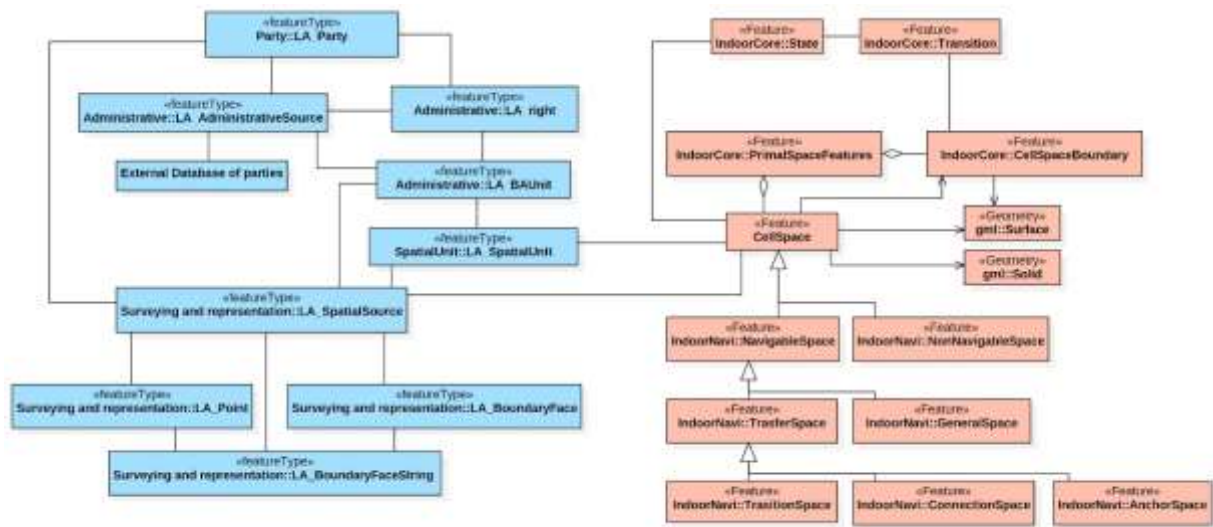 «featureType»
Party::LA_Party
«featureType»
Administrative::LA_AdministrativeSource
«featureType»
Administrative::LA_right
External Database of parties
«featureType»
Administrative::LA_BAUnit
«featureType»
SpatialUnit::LA_SpatialUnit
«featureType»
Surveying and representation::LA_SpatialSource
«featureType»
Surveying and representation::LA_Point
«featureType»
Surveying and representation::LA_BoundaryFace
«featureType»
Surveying and representation::LA_BoundaryFaceString
«Feature»
IndoorCore::State
«Feature»
IndoorCore::Transition
«Feature»
IndoorCore::PrimalSpaceFeatures
«Feature»
IndoorCore::CellSpaceBoundary
«Feature»
CellSpace
«Geometry»
gml::Surface
«Geometry»
gml::Solid
«Feature»
IndoorNavi::NavigableSpace
«Feature»
IndoorNavi::NonNavigableSpace
«Feature»
IndoorNavi::TrasferSpace
«Feature»
IndoorNavi::GeneralSpace
«Feature»
IndoorNavi::TrasitionSpace
«Feature»
IndoorNavi::ConnectionSpace
«Feature»
IndoorNavi::AnchorSpace